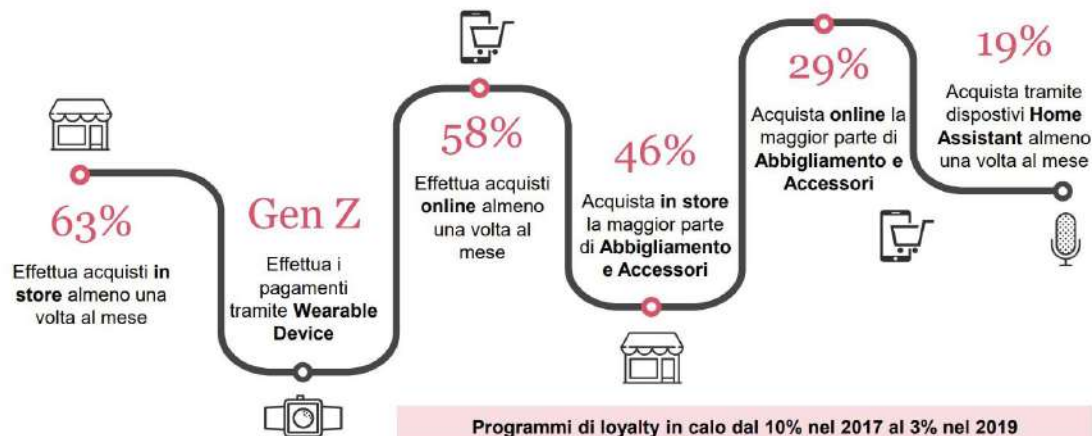 63%
Effettua acquisti in
store almeno una
volta al mese
Gen Z
Effettua i
pagamenti
tramite Wearable
Device
58%
Effettua acquisti
online almeno
una volta al
mese
46%
Acquista in store
la maggior parte
di Abbigliamento
e Accessori
29%
Acquista online la
maggior parte di
Abbigliamento e
Accessori
19%
Acquista tramite
dispostivi Home
Assistant almeno
una volta al mese
Programmi di loyalty in calo dal 10% nel 2017 al 3% nel 2019